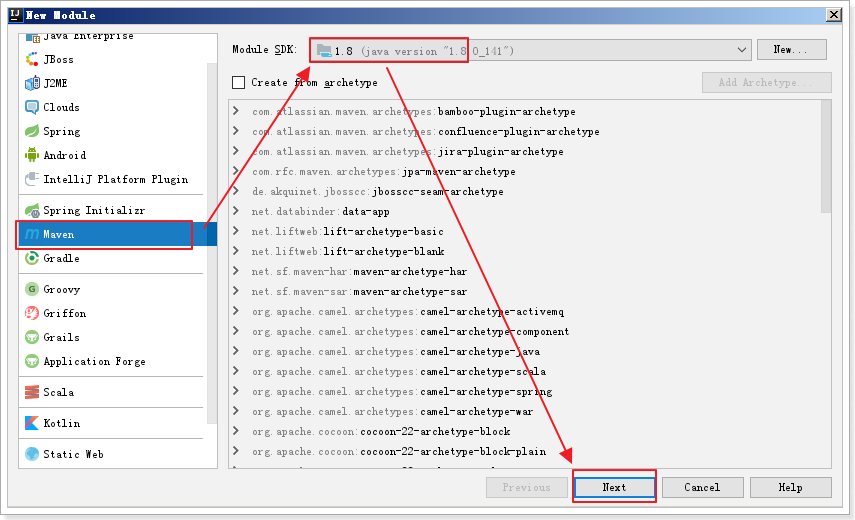 New Module
Java Enterprise
JBoss
J2ME
Clouds
Spring
Android
IntelliJ Platform Plugin
Spring Initializr
Maven
Gradle
Groovy
Griffon
Grails
Application Forge
Scala
Kotlin
Static Web
Module SDK: 1.8 (java version "1.8.0_141") New...
Create from archetype Add Archetype...
com.atlassian.maven.archetypes:bamboo-plugin-archetype
com.atlassian.maven.archetypes:confluence-plugin-archetype
com.atlassian.maven.archetypes:jira-plugin-archetype
com.rfc.maven.archetypes:jpa-maven-archetype
de.akquinet.jbosscc:jbosscc-seam-archetype
net.databinder:data-app
net.liftweb:lift-archetype-basic
net.liftweb:lift-archetype-blank
net.sf.maven-har:maven-archetype-har
net.sf.maven-sar:maven-archetype-sar
org.apache.camel.archetypes:camel-archetype-activemq
org.apache.camel.archetypes:camel-archetype-component
org.apache.camel.archetypes:camel-archetype-java
org.apache.camel.archetypes:camel-archetype-scala
org.apache.camel.archetypes:camel-archetype-spring
org.apache.camel.archetypes:camel-archetype-war
org.apache.cocoon:cocoon-22-archetype-block
org.apache.cocoon:cocoon-22-archetype-block-plain
Previous Next Cancel Help